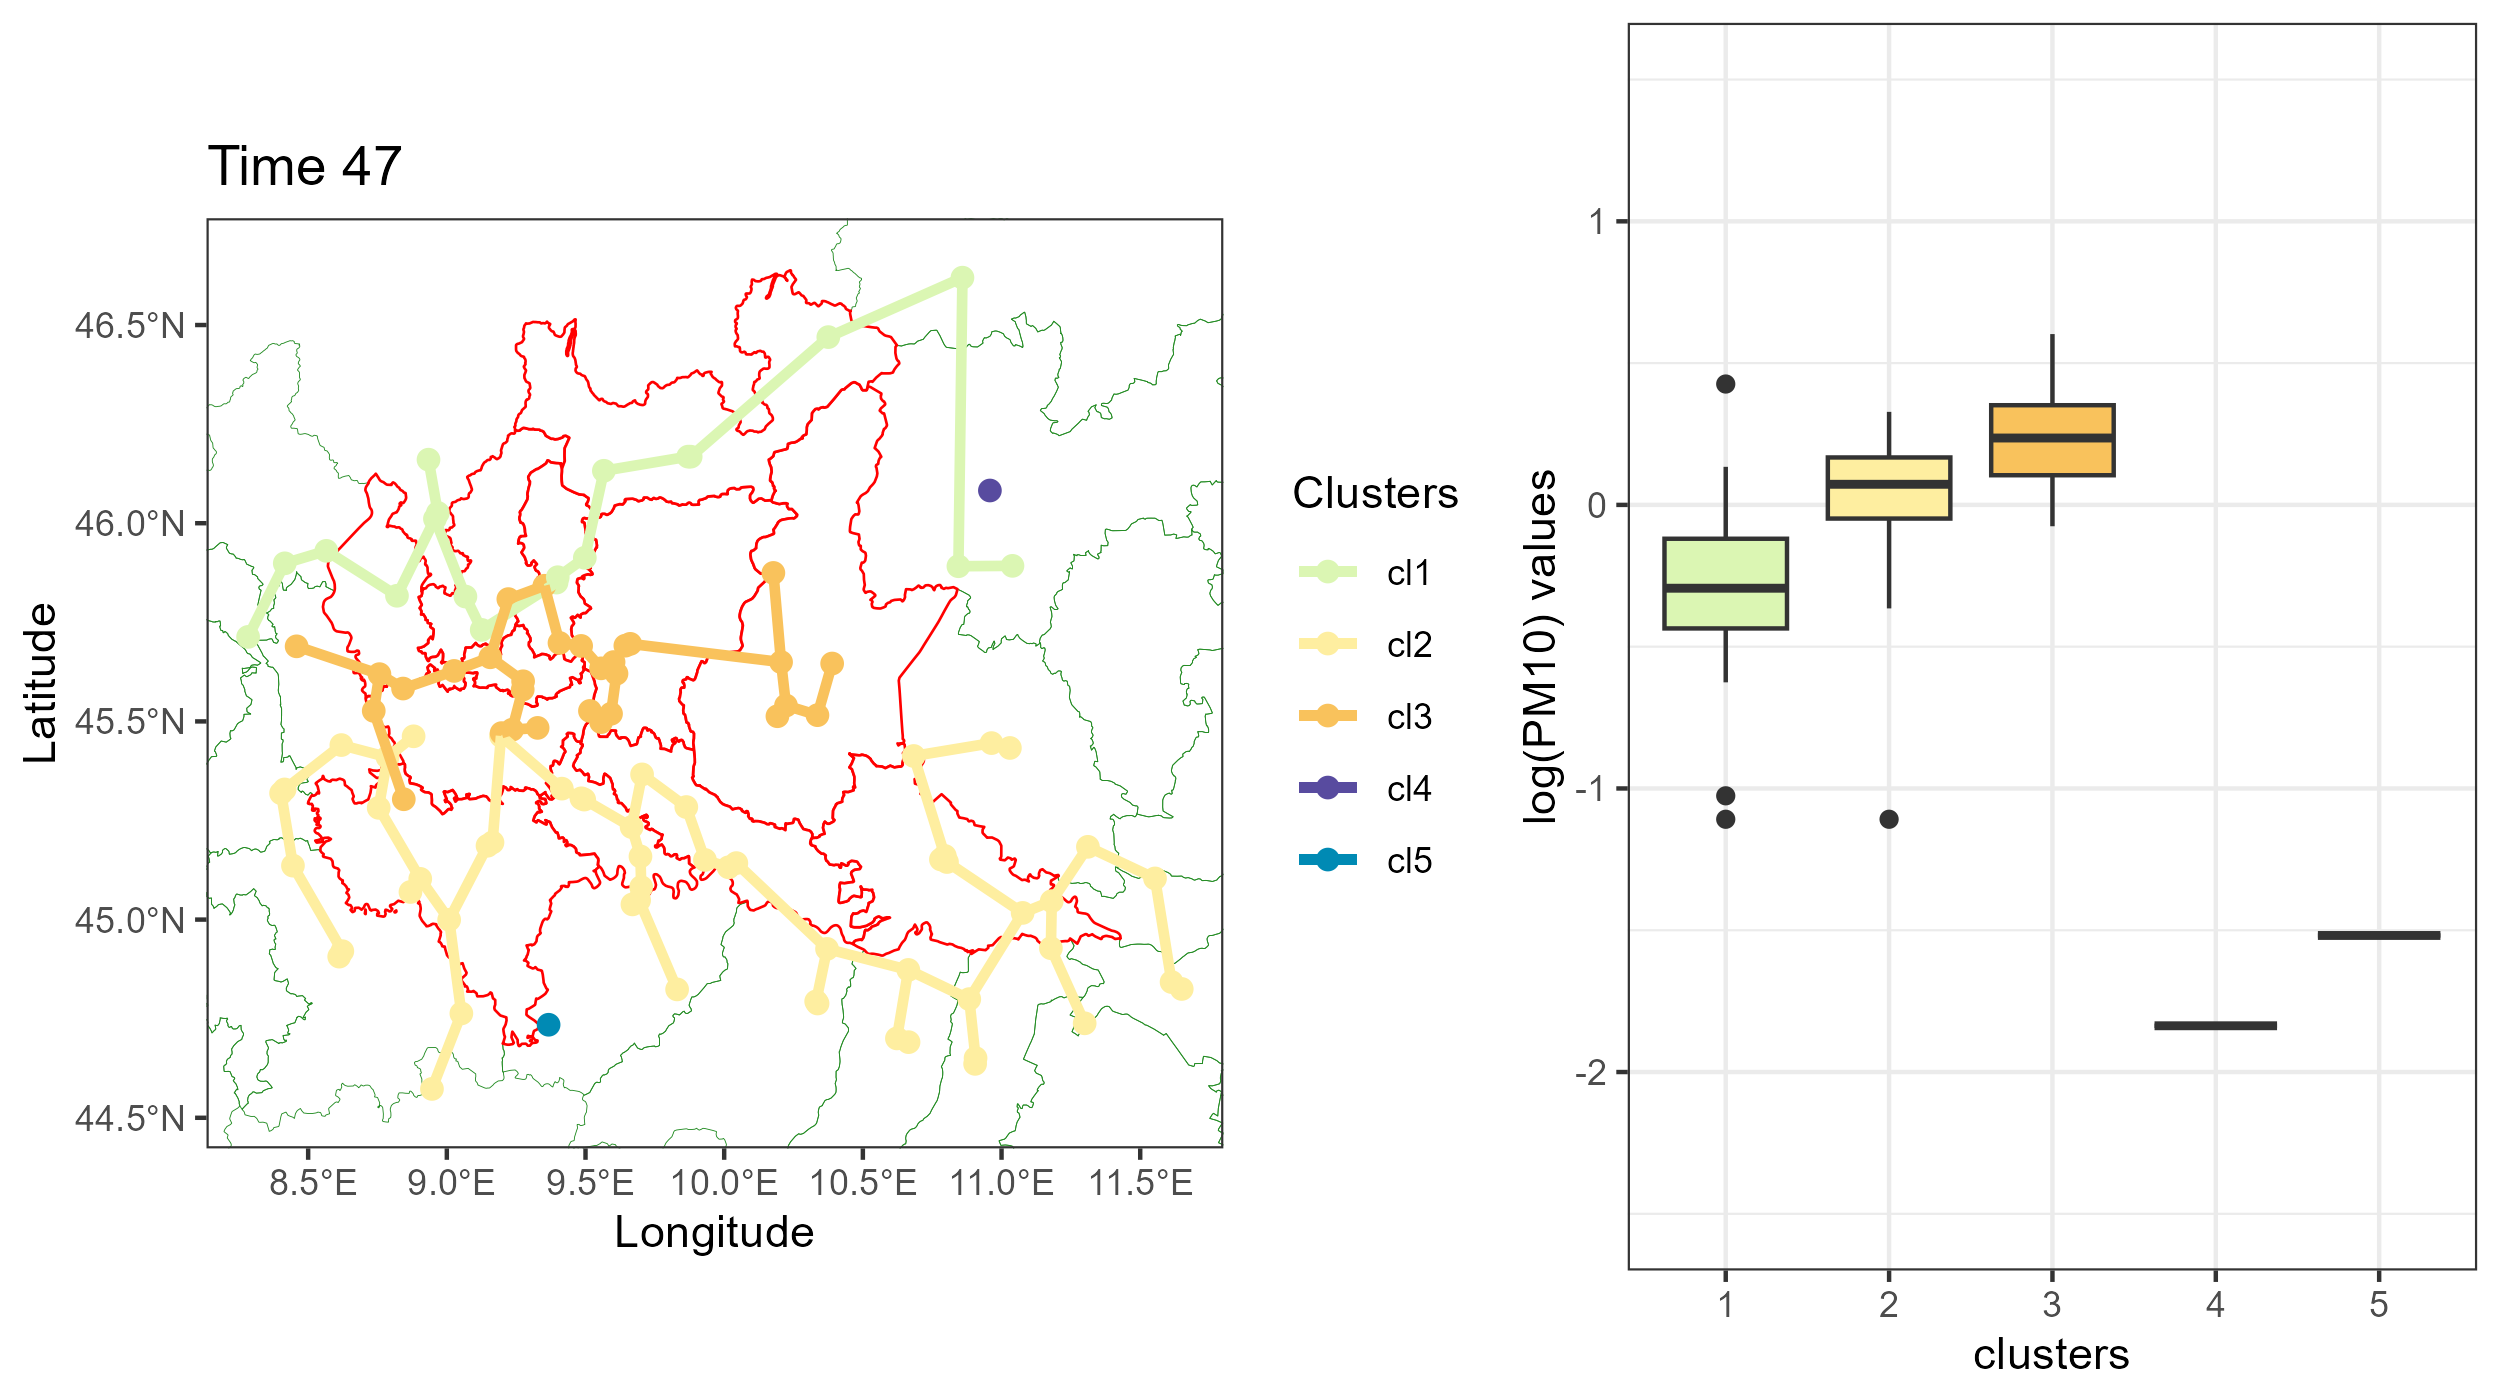 Time 47
46.5°N
46.0°N
45.5°N
45.0°N
44.5°N
Latitude
8.5°E 9.0°E 9.5°E 10.0°E 10.5°E 11.0°E 11.5°E
Longitude
Clusters
cl1
cl2
cl3
cl4
cl5
log(PM10) values
1
0
-1
-2
1 2 3 4 5
clusters